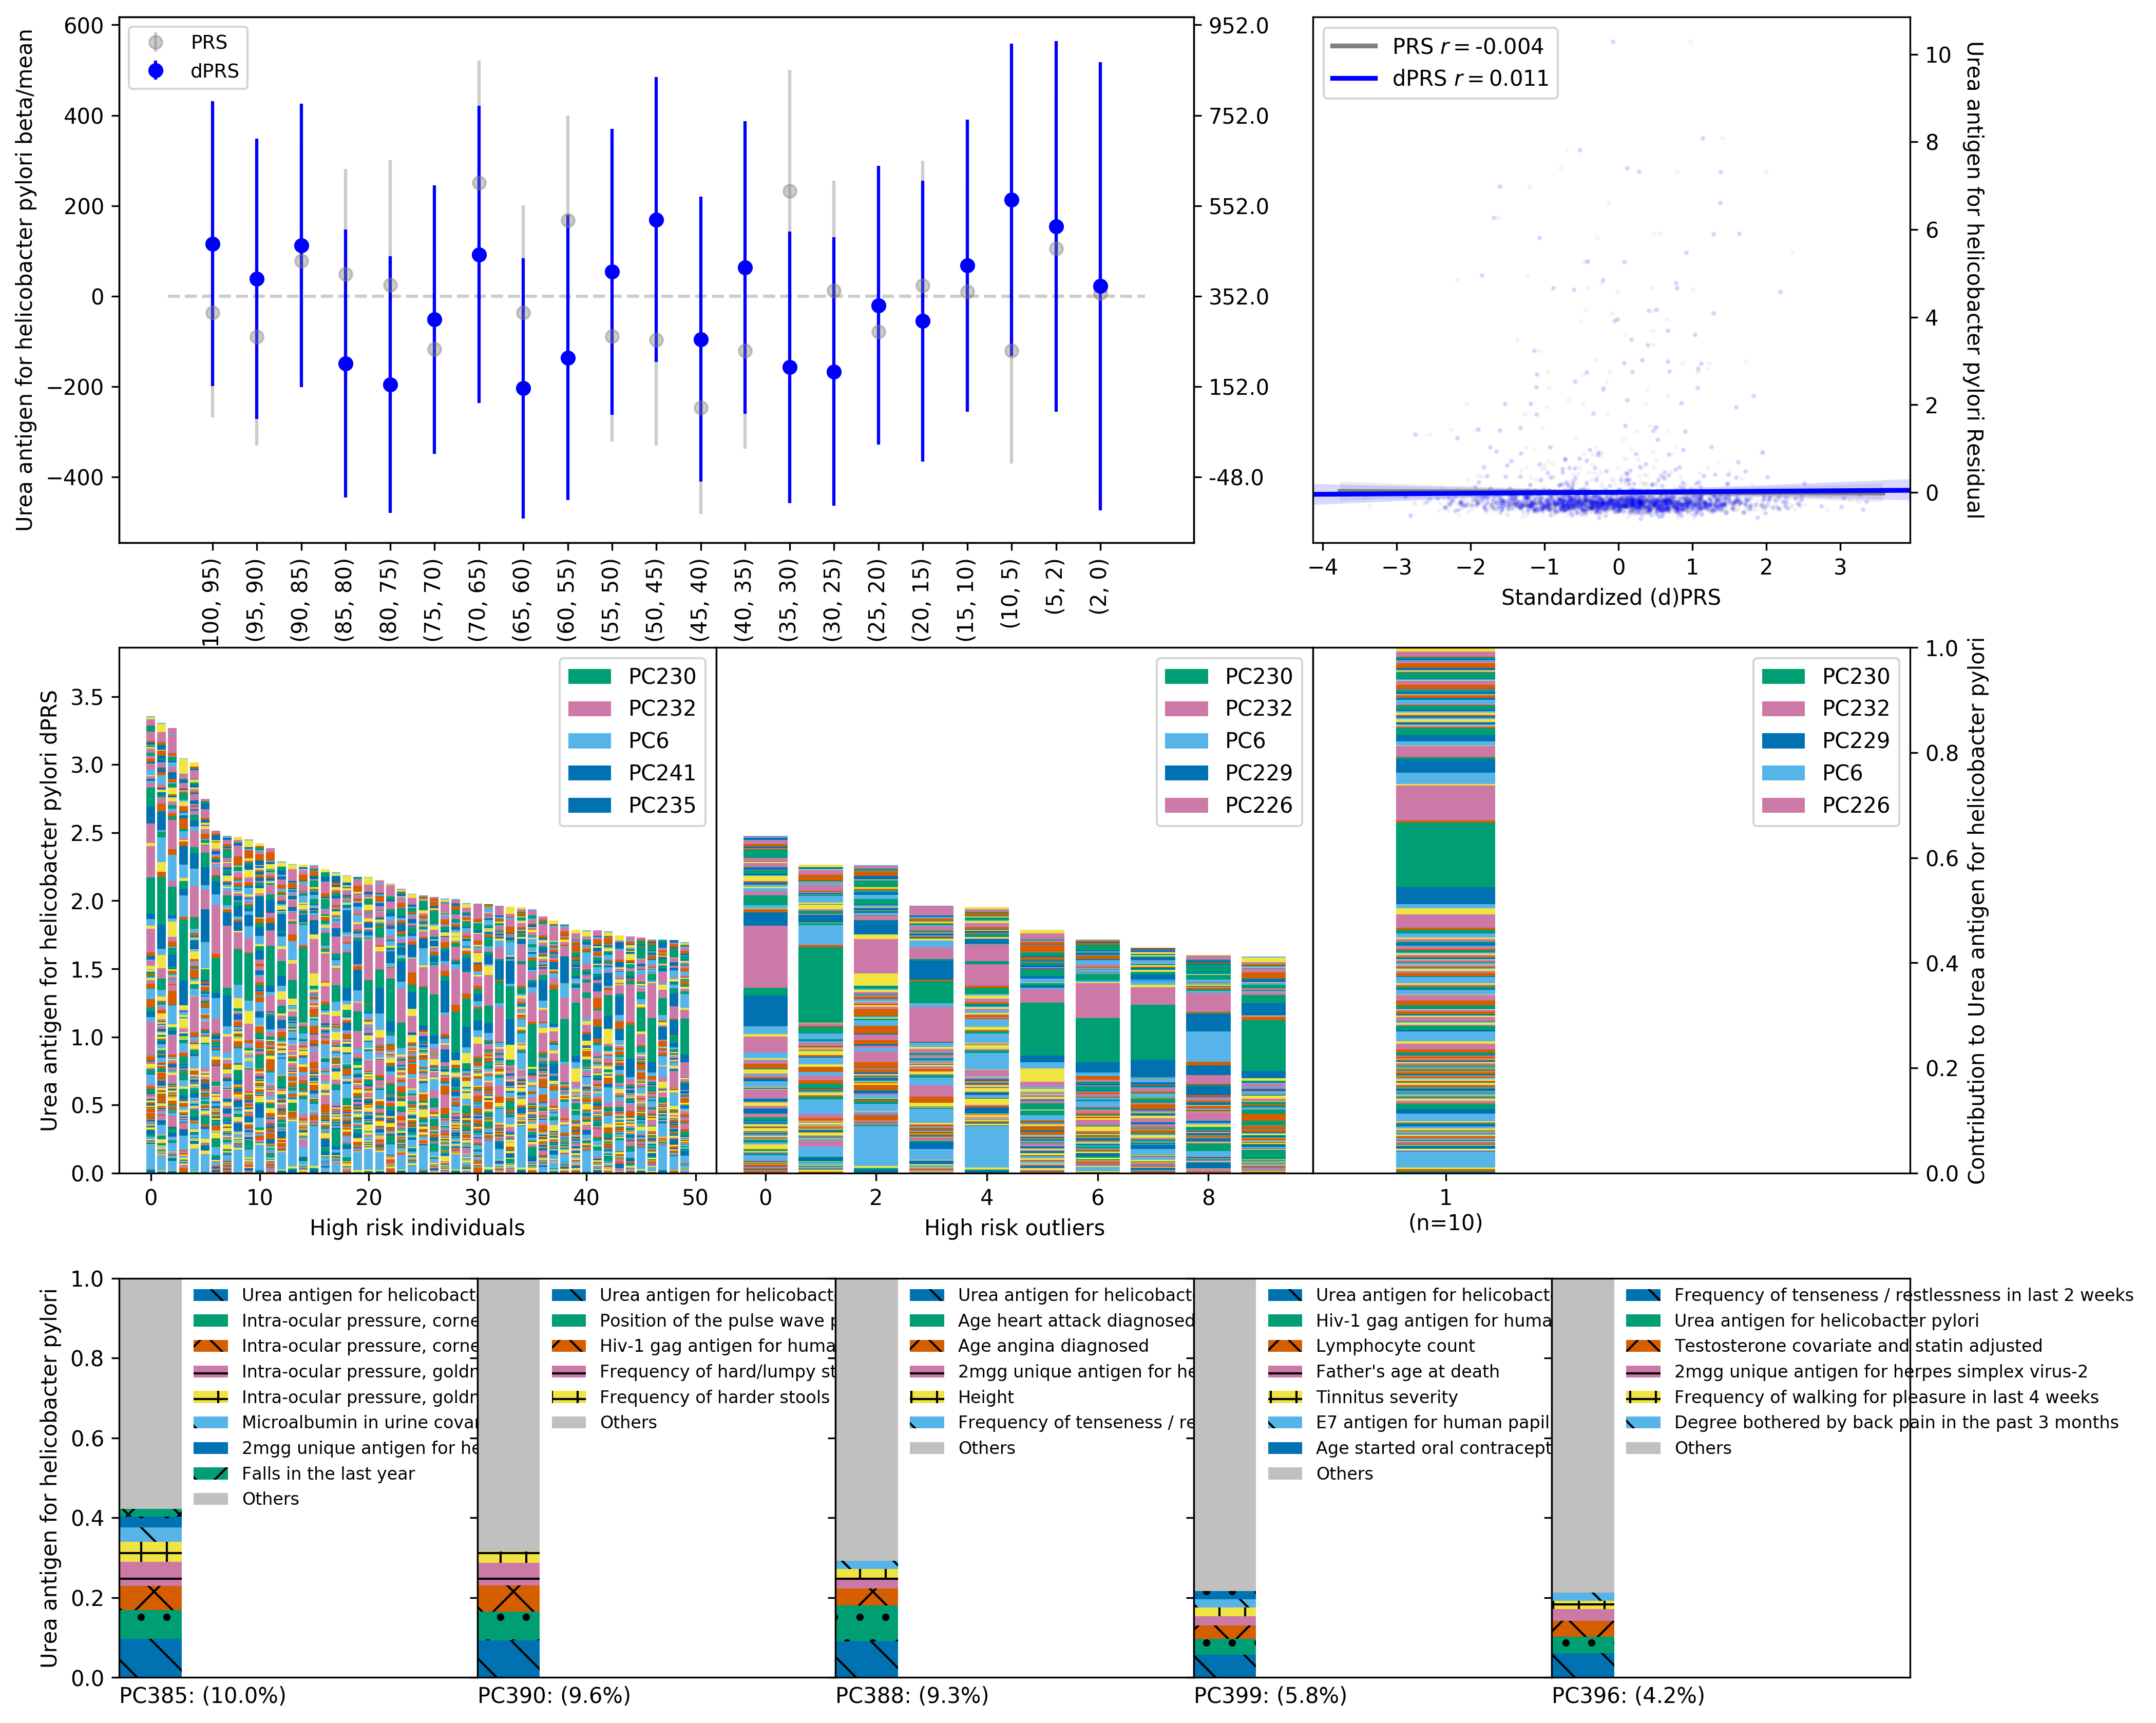 Urea antigen for helicobacter pylori beta/mean
600
400
200
0
−200
−400
PRS
dPRS
952.0
752.0
552.0
352.0
152.0
-48.0
100, 95)
(95, 90)
(90, 85)
(85, 80)
(80, 75)
(75, 70)
(70, 65)
(65, 60)
(60, 55)
(55, 50)
(50, 45)
(45, 40)
(40, 35)
(35, 30)
(30, 25)
(25, 20)
(20, 15)
(15, 10)
(10, 5)
(5, 2)
(2, 0)
PRS r = -0.004
dPRS r = 0.011
10
8
6
4
2
0
Urea antigen for helicobacter pylori Residual
−4 −3 −2 −1 0 1 2 3
Standardized (d)PRS
Urea antigen for helicobacter pylori dPRS
3.5
3.0
2.5
2.0
1.5
1.0
0.5
0.0
PC230
PC232
PC6
PC241
PC235
0 10 20 30 40 50
High risk individuals
PC230
PC232
PC6
PC229
PC226
0 2 4 6 8
High risk outliers
PC230
PC232
PC229
PC6
PC226
1
(n=10)
1.0
0.8
0.6
0.4
0.2
0.0
Contribution to Urea antigen for helicobacter pylori
Urea antigen for helicobacter pylori
1.0
0.8
0.6
0.4
0.2
0.0
Urea antigen for helicobact
Intra-ocular pressure, corne
Intra-ocular pressure, corne
Intra-ocular pressure, goldn
Intra-ocular pressure, goldn
Microalbumin in urine cova
2mgg unique antigen for he
Falls in the last year
Others
PC385: (10.0%)
Urea antigen for helicobact
Position of the pulse wave p
Hiv-1 gag antigen for huma
Frequency of hard/lumpy st
Frequency of harder stools
Others
PC390: (9.6%)
Urea antigen for helicobact
Age heart attack diagnosed
Age angina diagnosed
2mgg unique antigen for he
Height
Frequency of tenseness / re
Others
PC388: (9.3%)
Urea antigen for helicobact
Hiv-1 gag antigen for huma
Lymphocyte count
Father's age at death
Tinnitus severity
E7 antigen for human papil
Age started oral contracept
Others
PC399: (5.8%)
Frequency of tenseness / restlessness in last 2 weeks
Urea antigen for helicobacter pylori
Testosterone covariate and statin adjusted
2mgg unique antigen for herpes simplex virus-2
Frequency of walking for pleasure in last 4 weeks
Degree bothered by back pain in the past 3 months
Others
PC396: (4.2%)